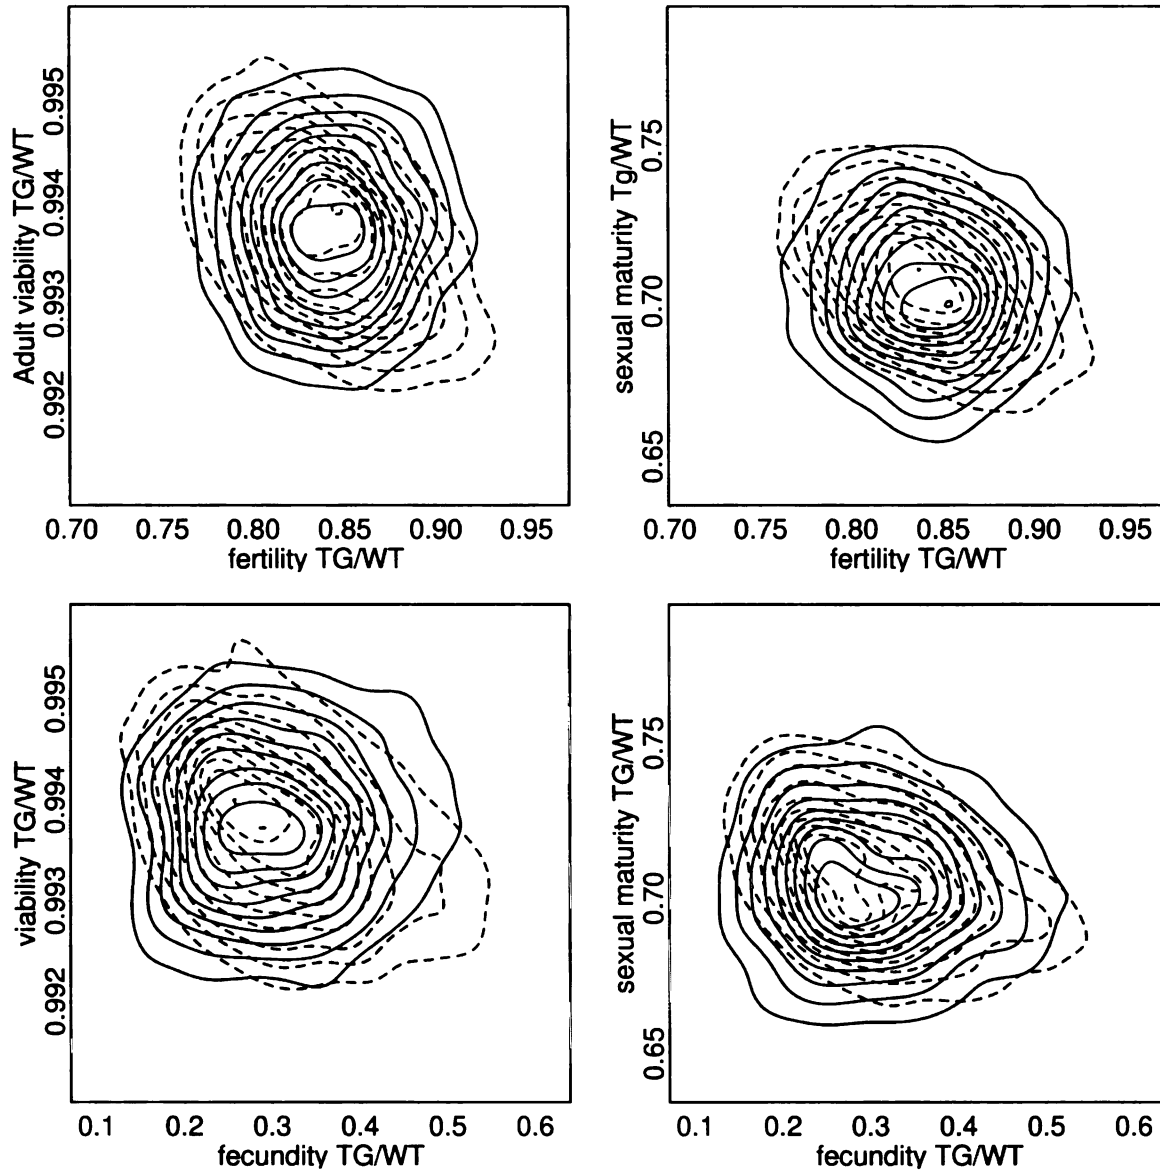 Adult viability TG/WT
0.995
0.994
0.993
0.992
0.70 0.75 0.80 0.85 0.90 0.95
fertility TG/WT
sexual maturity Tg/WT
0.75
0.70
0.65
0.70 0.75 0.80 0.85 0.90 0.95
fertility TG/WT
viability TG/WT
0.995
0.994
0.993
0.992
0.1 0.2 0.3 0.4 0.5 0.6
fecundity TG/WT
sexual maturity TG/WT
0.75
0.70
0.65
0.1 0.2 0.3 0.4 0.5 0.6
fecundity TG/WT